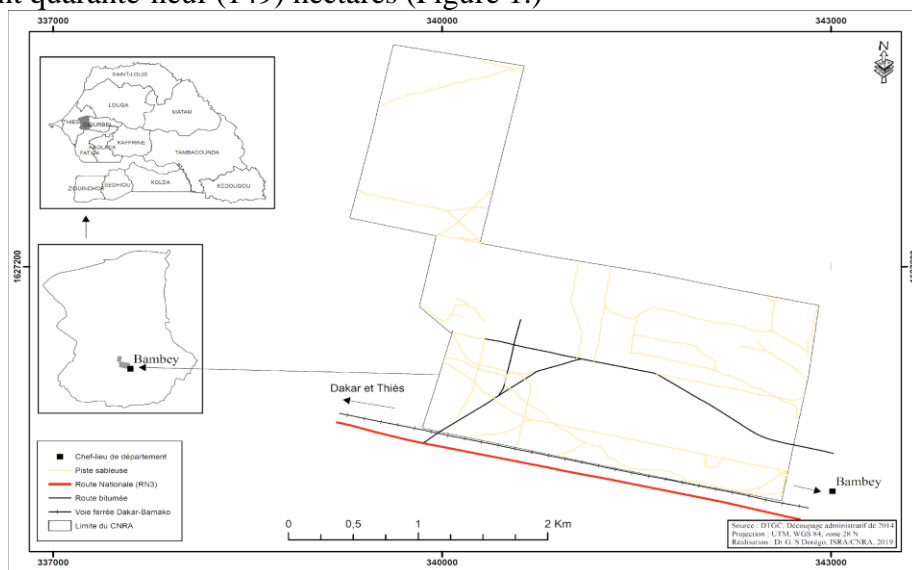 nt quarante-neuf (149) hectares (Figure 1.)
337000 340000 343000
N
SAINT-LOUIS
LOUGA
MATAM
THIES
DIOURBEL
KAFFRINE
FATICK
KAOLACK
TAMBACOUNDA
ZIGUINCHOR
SEDHIOU
KOLDA
KEDOUGOU
1627200
1627200
Bambey
Dakar et Thiès
Chef-lieu de département
Piste sableuse
Route Nationale (RN3)
Route bitumée
Voie ferrée Dakar-Bamako
Limite du CNRA
Bambey
0 0,5 1 2 Km
Source : DTGC, Découpage administratif de 2014
Projection : UTM, WGS 84, zone 28 N
Réalisation : Dr G. S Derégo, ISRA/CNRA, 2019
337000 340000 343000